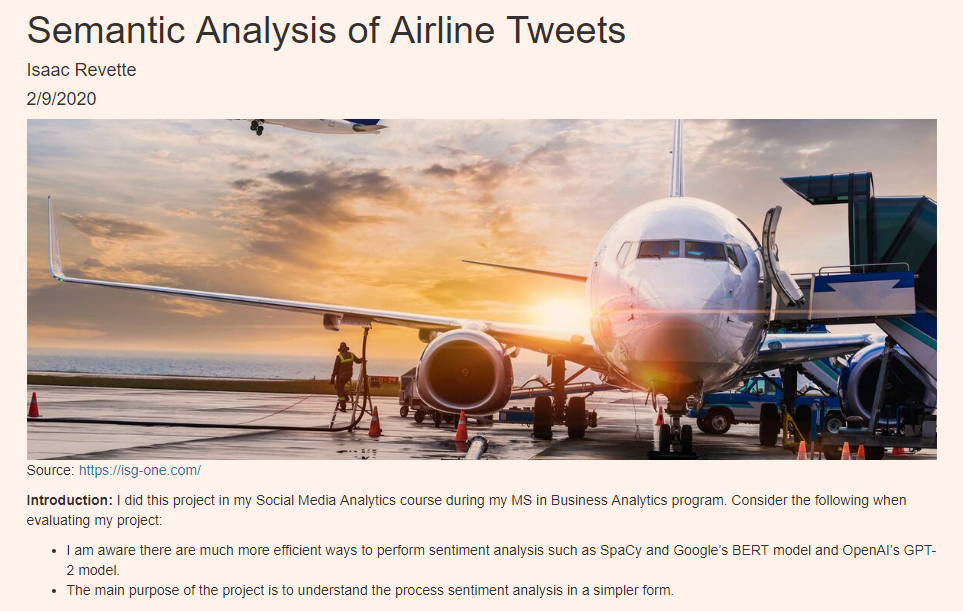 Semantic Analysis of Airline Tweets
Isaac Revette
2/9/2020
Source: https://isg-one.com/
Introduction: I did this project in my Social Media Analytics course during my MS in Business Analytics program. Consider the following when
evaluating my project:
• I am aware there are much more efficient ways to perform sentiment analysis such as SpaCy and Google's BERT model and OpenAI's GPT-
2 model.
• The main purpose of the project is to understand the process sentiment analysis in a simpler form.